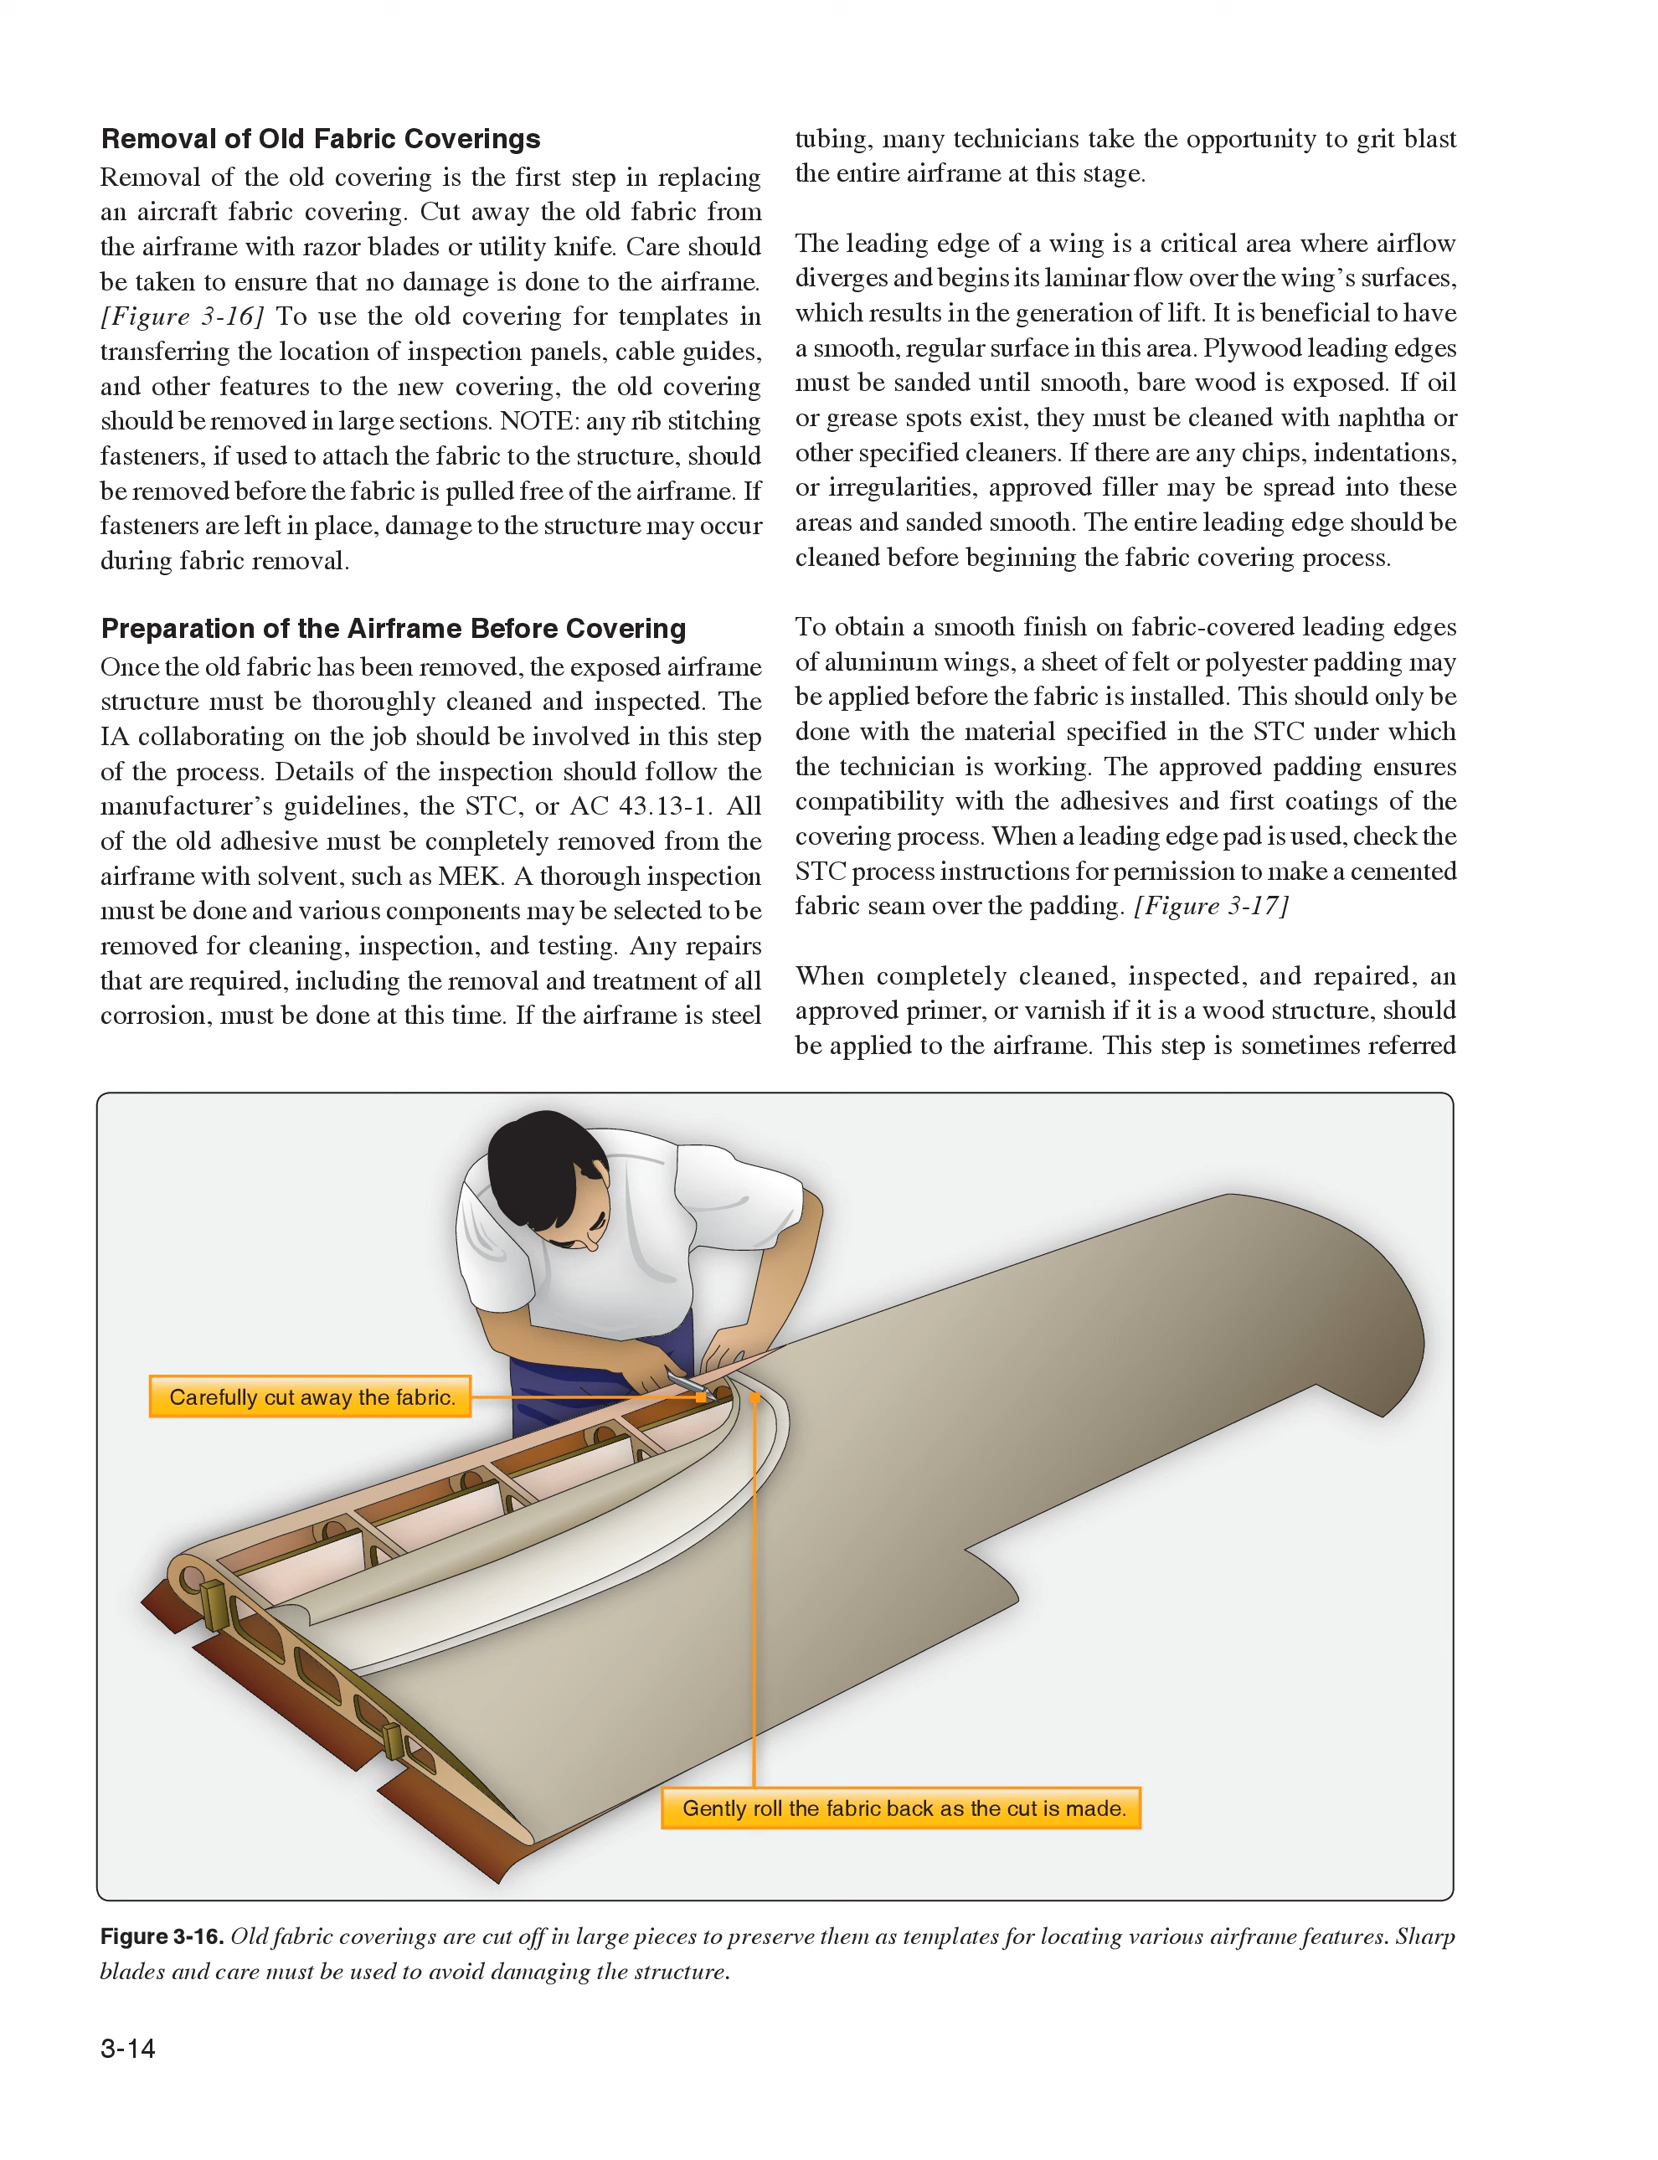 Removal of Old Fabric Coverings
Removal of the old covering is the first step in replacing
an aircraft fabric covering. Cut away the old fabric from
the airframe with razor blades or utility knife. Care should
be taken to ensure that no damage is done to the airframe.
[Figure 3-16] To use the old covering for templates in
transferring the location of inspection panels, cable guides,
and other features to the new covering, the old covering
should be removed in large sections. NOTE: any rib stitching
fasteners, if used to attach the fabric to the structure, should
be removed before the fabric is pulled free of the airframe. If
fasteners are left in place, damage to the structure may occur
during fabric removal.
Preparation of the Airframe Before Covering
Once the old fabric has been removed, the exposed airframe
structure must be thoroughly cleaned and inspected. The
IA collaborating on the job should be involved in this step
of the process. Details of the inspection should follow the
manufacturer’s guidelines, the STC, or AC 43.13-1. All
of the old adhesive must be completely removed from the
airframe with solvent, such as MEK. A thorough inspection
must be done and various components may be selected to be
removed for cleaning, inspection, and testing. Any repairs
that are required, including the removal and treatment of all
corrosion, must be done at this time. If the airframe is steel
tubing, many technicians take the opportunity to grit blast
the entire airframe at this stage.
The leading edge of a wing is a critical area where airflow
diverges and begins its laminar flow over the wing’s surfaces,
which results in the generation of lift. It is beneficial to have
a smooth, regular surface in this area. Plywood leading edges
must be sanded until smooth, bare wood is exposed. If oil
or grease spots exist, they must be cleaned with naphtha or
other specified cleaners. If there are any chips, indentations,
or irregularities, approved filler may be spread into these
areas and sanded smooth. The entire leading edge should be
cleaned before beginning the fabric covering process.
To obtain a smooth finish on fabric-covered leading edges
of aluminum wings, a sheet of felt or polyester padding may
be applied before the fabric is installed. This should only be
done with the material specified in the STC under which
the technician is working. The approved padding ensures
compatibility with the adhesives and first coatings of the
covering process. When a leading edge pad is used, check the
STC process instructions for permission to make a cemented
fabric seam over the padding. [Figure 3-17]
When completely cleaned, inspected, and repaired, an
approved primer, or varnish if it is a wood structure, should
be applied to the airframe. This step is sometimes referred
Carefully cut away the fabric.
Gently roll the fabric back as the cut is made.
Figure 3-16. Old fabric coverings are cut off in large pieces to preserve them as templates for locating various airframe features. Sharp
blades and care must be used to avoid damaging the structure.
3-14